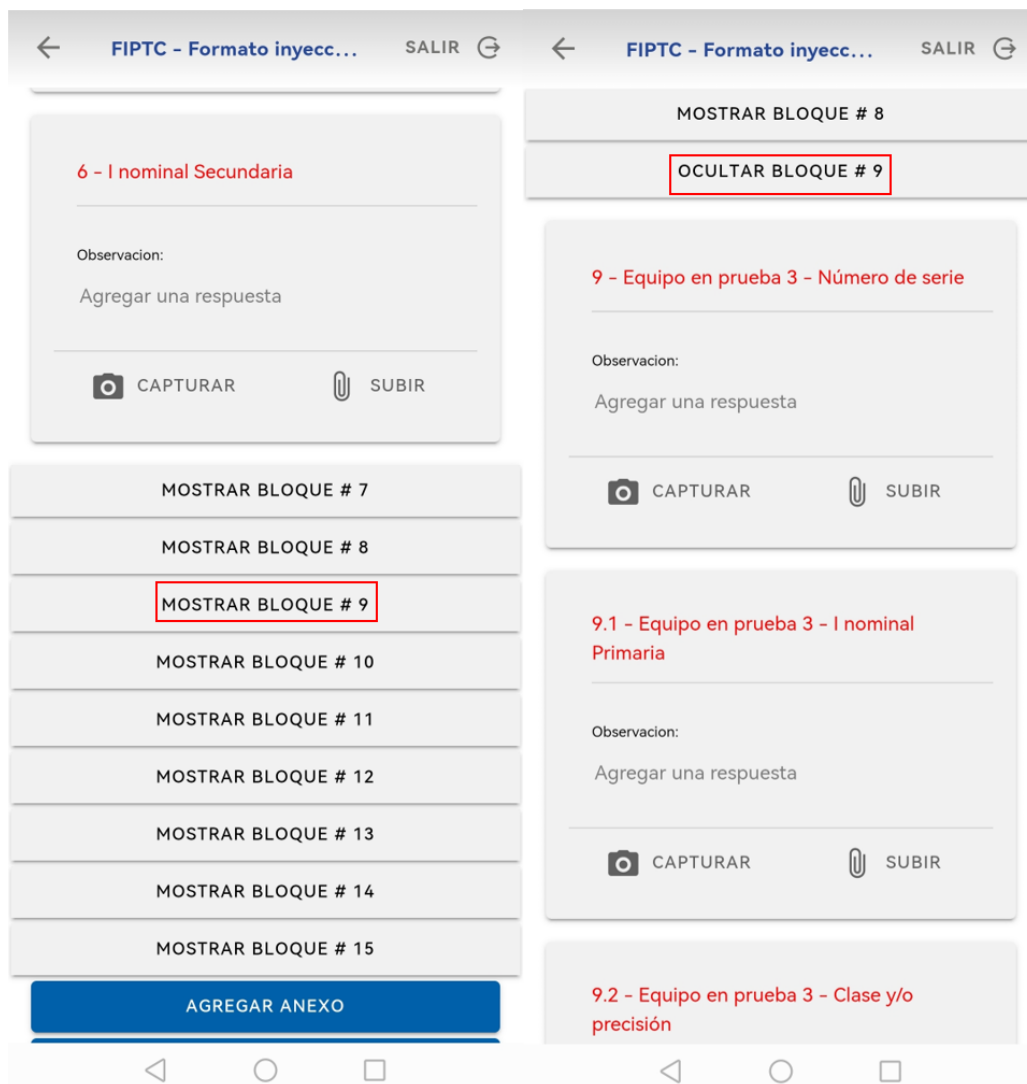 FIPTC - Formato inyecc...
SALIR
6 - I nominal Secundaria
Observacion:
Agregar una respuesta
CAPTURAR
SUBIR
MOSTRAR BLOQUE # 7
MOSTRAR BLOQUE # 8
MOSTRAR BLOQUE # 9
MOSTRAR BLOQUE # 10
MOSTRAR BLOQUE # 11
MOSTRAR BLOQUE # 12
MOSTRAR BLOQUE # 13
MOSTRAR BLOQUE # 14
MOSTRAR BLOQUE # 15
AGREGAR ANEXO
FIPTC - Formato inyecc...
SALIR
MOSTRAR BLOQUE # 8
OCULTAR BLOQUE # 9
9 - Equipo en prueba 3 - Número de serie
Observacion:
Agregar una respuesta
CAPTURAR
SUBIR
9.1 - Equipo en prueba 3 - I nominal
Primaria
Observacion:
Agregar una respuesta
CAPTURAR
SUBIR
9.2 - Equipo en prueba 3 - Clase y/o
precisión